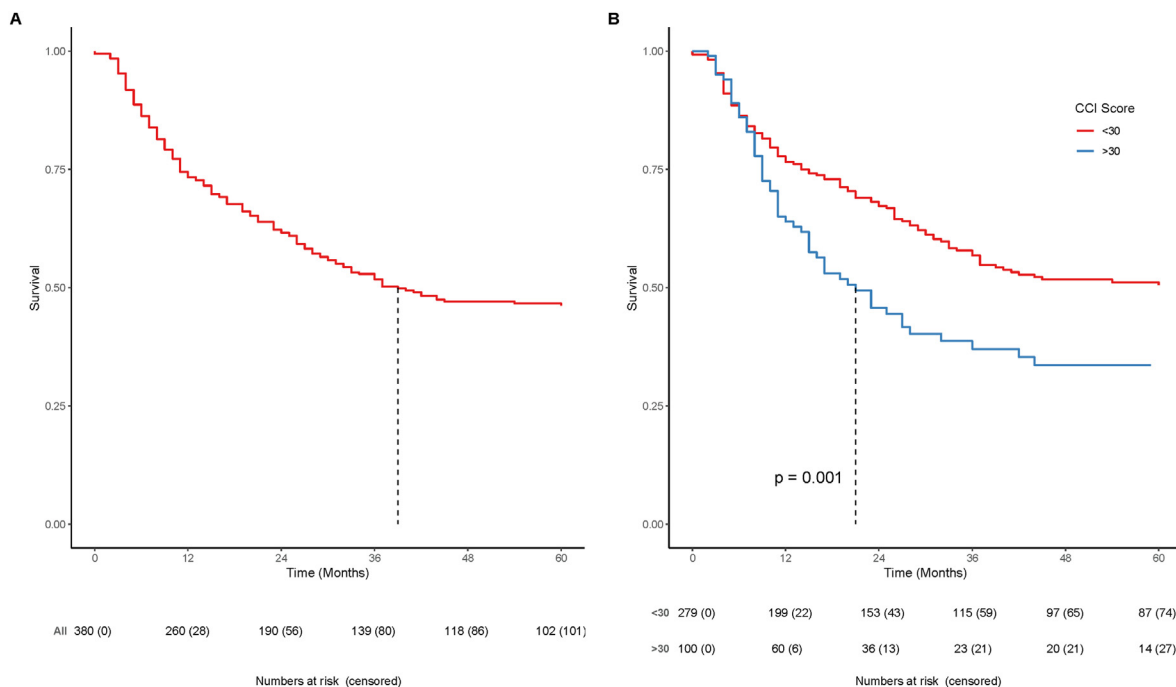 A
1.00
0.75
0.50
0.25
0.00
Survival
0 12 24 36 48 60
Time (Months)
All 380 (0) 260 (28) 190 (56) 139 (80) 118 (86) 102 (101)
Numbers at risk (censored)
B
1.00
0.75
0.50
0.25
0.00
Survival
CCI Score
<30
>30
p = 0.001
0 12 24 36 48 60
Time (Months)
<30 279 (0) 199 (22) 153 (43) 115 (59) 97 (65) 87 (74)
>30 100 (0) 60 (6) 36 (13) 23 (21) 20 (21) 14 (27)
Numbers at risk (censored)